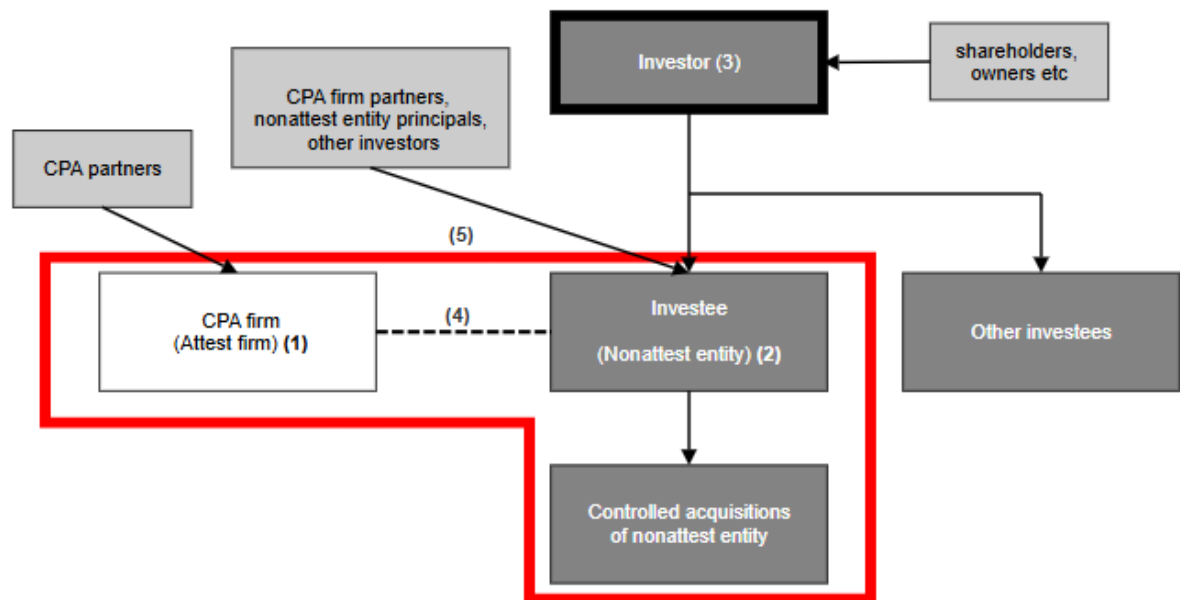 Investor (3)
shareholders,
owners etc
CPA firm partners,
nonattest entity principals,
other investors
CPA partners
(5)
CPA firm
(Attest firm) (1)
(4)
Investee
(Nonattest entity) (2)
Other investees
Controlled acquisitions
of nonattest entity